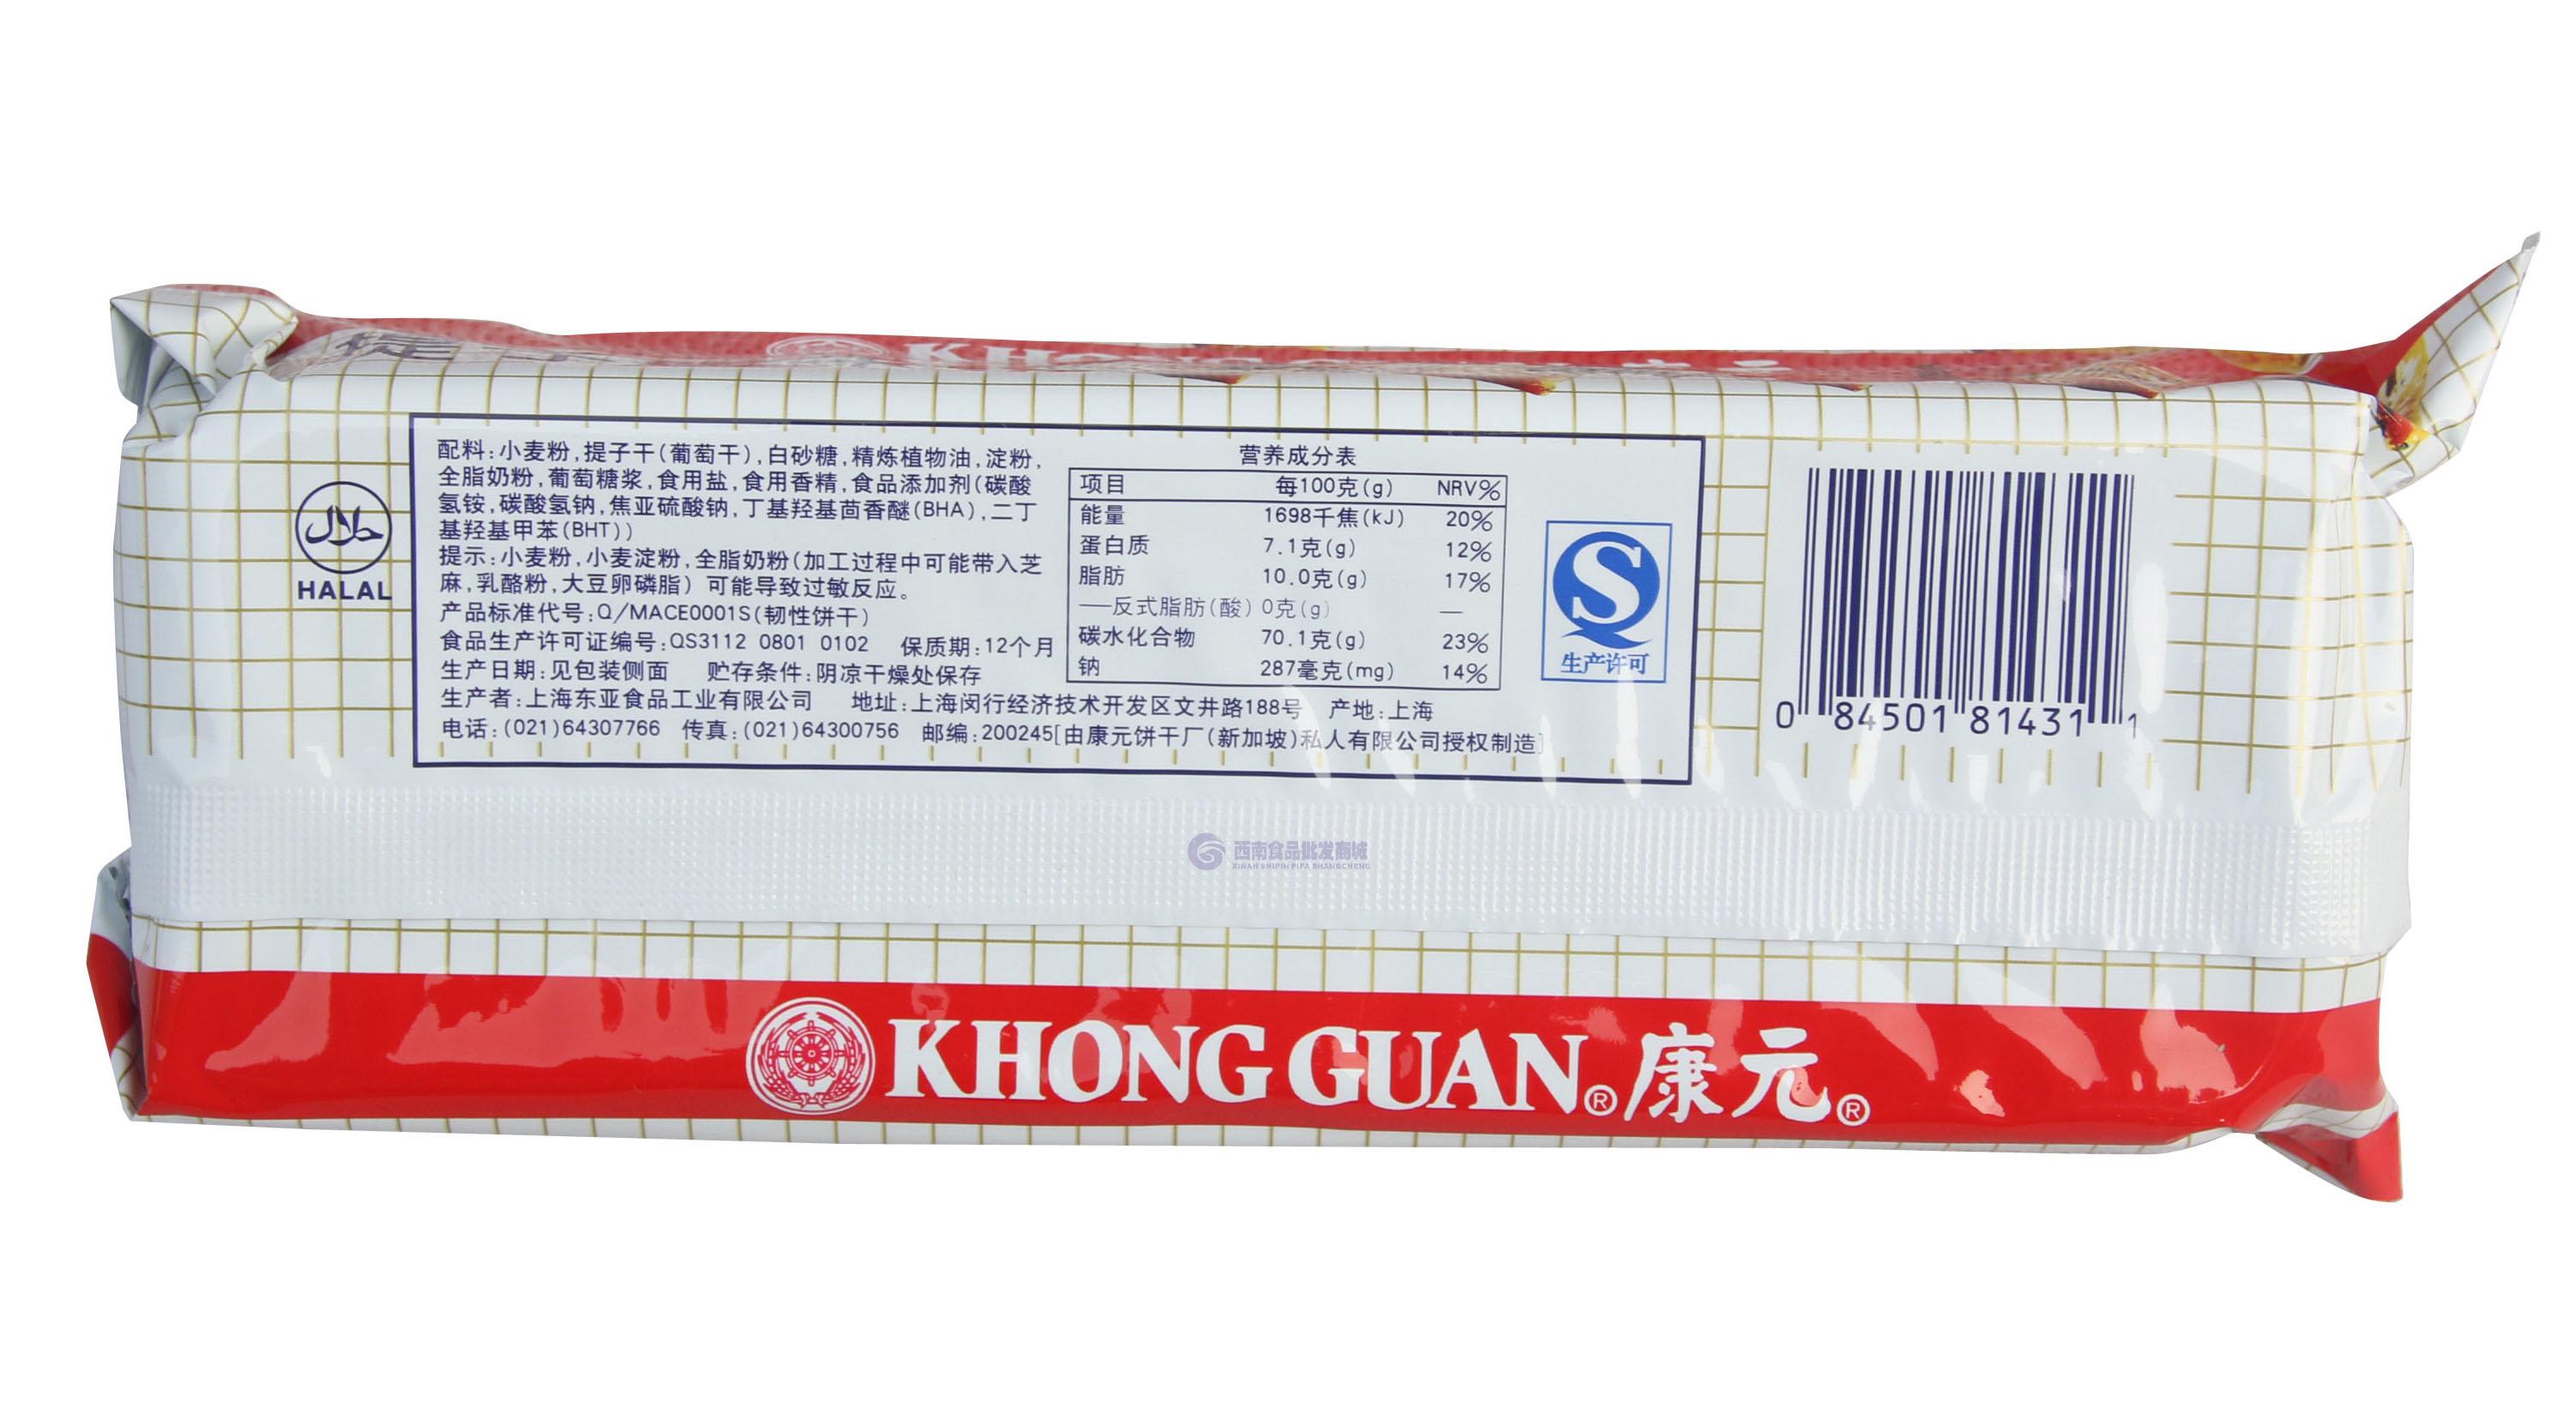 KHONG GUAN
配料:小麦粉,提子干(葡萄干),白砂糖,精炼植物油,淀粉,
全脂奶粉,葡萄糖浆,食用盐,食用香精,食品添加剂(碳酸
氢铵,碳酸氢钠,焦亚硫酸钠,丁基羟基茴香醚(BHA),二丁
基羟基甲苯(BHT))
提示:小麦粉,小麦淀粉,全脂奶粉(加工过程中可能带入芝
麻,乳酪粉,大豆卵磷脂) 可能导致过敏反应。
产品标准代号:Q/MACE0001S(韧性饼干)
食品生产许可证编号:QS3112 0801 0102 保质期:12个月
生产日期:见包装侧面 贮存条件:阴凉干燥处保存
生产者:上海东亚食品工业有限公司 地址:上海闵行经济技术开发区文井路188号 产地:上海
电话:(021)64307766 传真:(021)64300756 邮编:200245[由康元饼干厂(新加坡)私人有限公司授权制造]
营养成分表
项目 每100克(g) NRV%
能量 1698千焦(kJ) 20%
蛋白质 7.1克(g) 12%
脂肪 10.0克(g) 17%
——反式脂肪(酸) 0克(g) —
碳水化合物 70.1克(g) 23%
钠 287毫克(mg) 14%
حلال
HALAL
生产许可
0 84501 81431 1
西南食品批发商城
XINAN SHIPIN PIFA SHANGCHENG
KHONG GUAN® 康元®